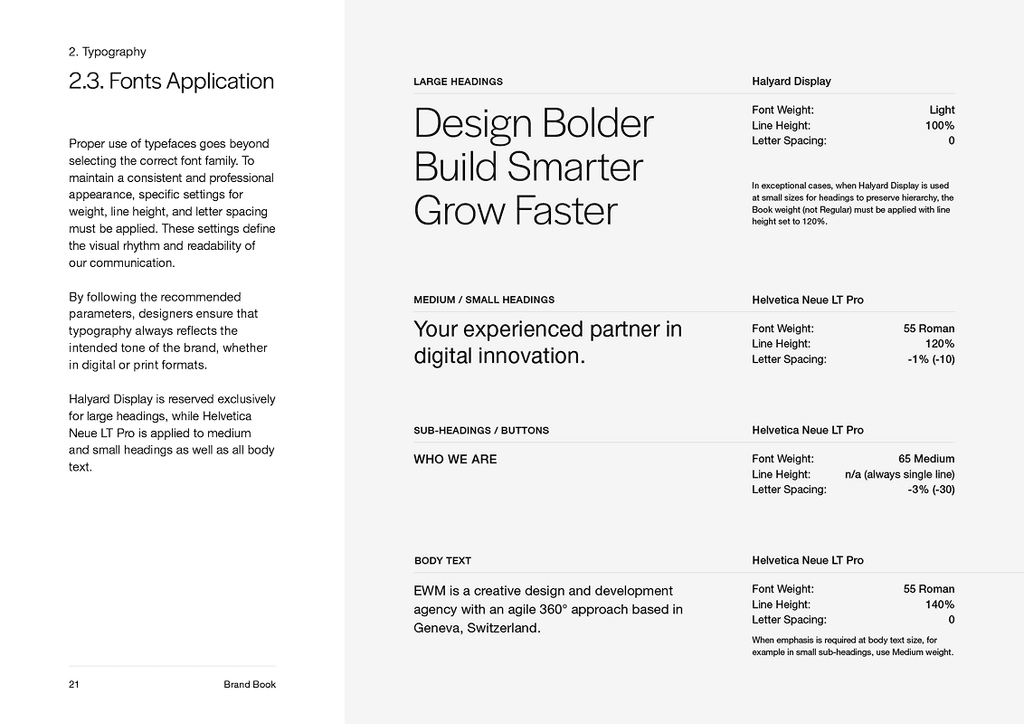 2. Typography
2.3. Fonts Application
Proper use of typefaces goes beyond
selecting the correct font family. To
maintain a consistent and professional
appearance, specific settings for
weight, line height, and letter spacing
must be applied. These settings define
the visual rhythm and readability of
our communication.
By following the recommended
parameters, designers ensure that
typography always reflects the
intended tone of the brand, whether
in digital or print formats.
Halyard Display is reserved exclusively
for large headings, while Helvetica
Neue LT Pro is applied to medium
and small headings as well as all body
text.
21 Brand Book
LARGE HEADINGS
Design Bolder
Build Smarter
Grow Faster
Halyard Display
Font Weight: Light
Line Height: 100%
Letter Spacing: 0
In exceptional cases, when Halyard Display is used
at small sizes for headings to preserve hierarchy, the
Book weight (not Regular) must be applied with line
height set to 120%.
MEDIUM / SMALL HEADINGS
Your experienced partner in
digital innovation.
Helvetica Neue LT Pro
Font Weight: 55 Roman
Line Height: 120%
Letter Spacing: -1% (-10)
SUB-HEADINGS / BUTTONS
WHO WE ARE
Helvetica Neue LT Pro
Font Weight: 65 Medium
Line Height: n/a (always single line)
Letter Spacing: -3% (-30)
BODY TEXT
EWM is a creative design and development
agency with an agile 360° approach based in
Geneva, Switzerland.
Helvetica Neue LT Pro
Font Weight: 55 Roman
Line Height: 140%
Letter Spacing: 0
When emphasis is required at body text size, for
example in small sub-headings, use Medium weight.